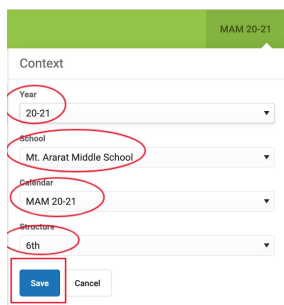 MAM 20-21
Context
Year
20-21
School
Mt. Ararat Middle School
Calendar
MAM 20-21
Structure
6th
Save Cancel